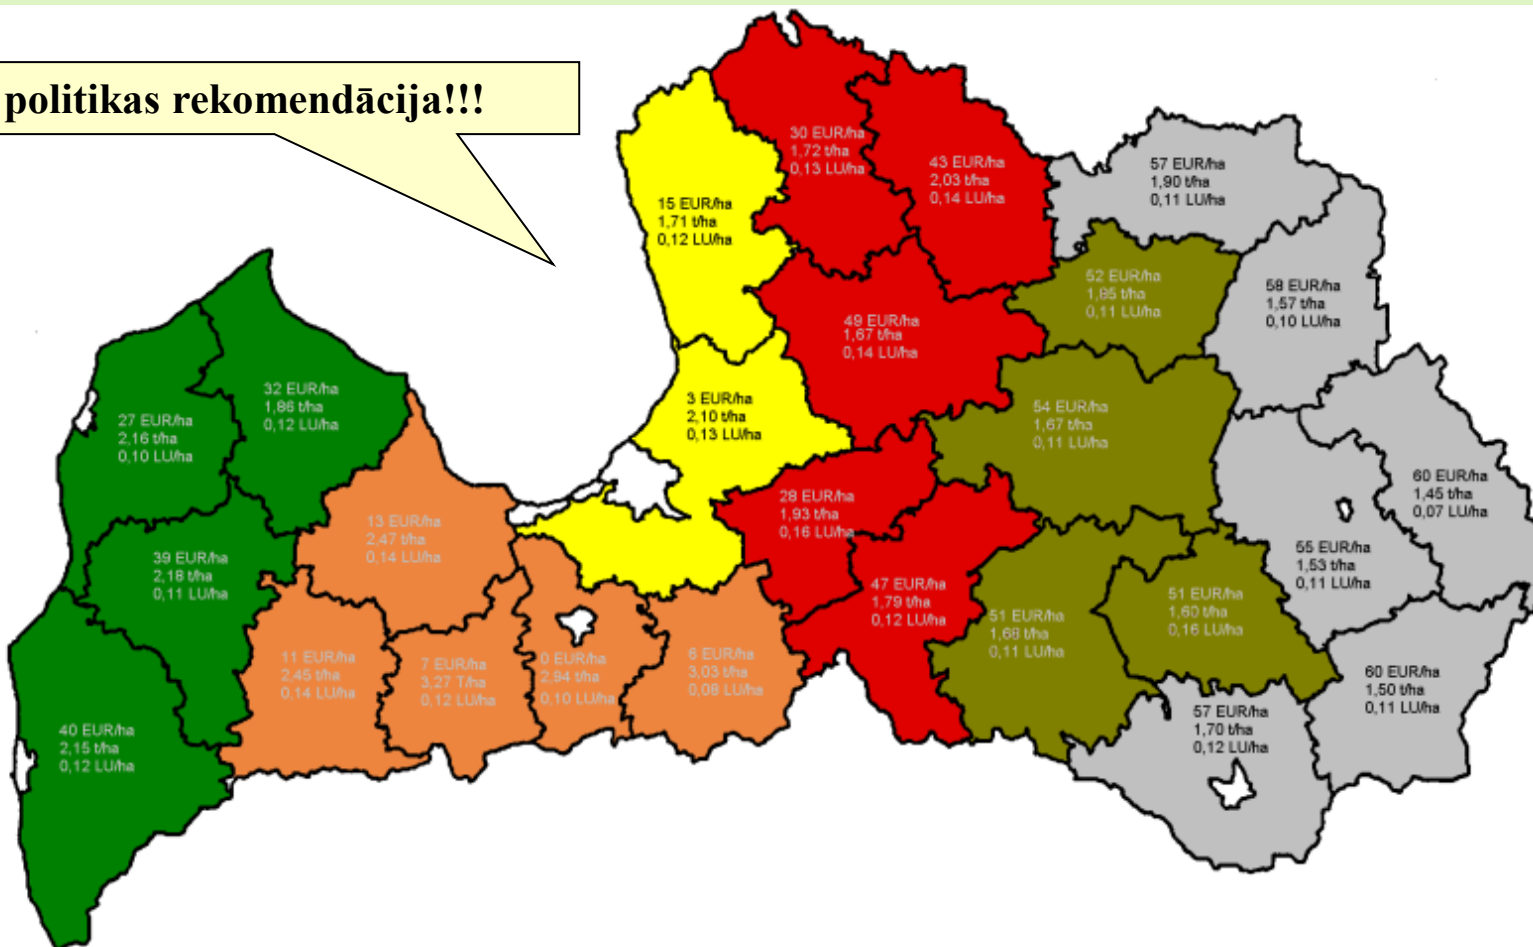 politikas rekomendācija!!!
30 EUR/ha
1,72 t/ha
0,13 LU/ha
43 EUR/ha
2,03 t/ha
0,14 LU/ha
57 EUR/ha
1,90 t/ha
0,11 LU/ha
15 EUR/ha
1,71 t/ha
0,12 LU/ha
52 EUR/ha
1,85 t/ha
0,11 LU/ha
58 EUR/ha
1,57 t/ha
0,10 LU/ha
49 EUR/ha
1,67 t/ha
0,14 LU/ha
32 EUR/ha
1,86 t/ha
0,12 LU/ha
3 EUR/ha
2,10 t/ha
0,13 LU/ha
54 EUR/ha
1,67 t/ha
0,11 LU/ha
27 EUR/ha
2,16 t/ha
0,10 LU/ha
60 EUR/ha
1,45 t/ha
0,07 LU/ha
28 EUR/ha
1,93 t/ha
0,16 LU/ha
13 EUR/ha
2,47 t/ha
0,14 LU/ha
55 EUR/ha
1,53 t/ha
0,11 LU/ha
39 EUR/ha
2,18 t/ha
0,11 LU/ha
47 EUR/ha
1,79 t/ha
0,12 LU/ha
51 EUR/ha
1,60 t/ha
0,16 LU/ha
51 EUR/ha
1,68 t/ha
0,11 LU/ha
11 EUR/ha
2,45 t/ha
0,14 LU/ha
7 EUR/ha
3,27 T/ha
0,12 LU/ha
0 EUR/ha
2,94 t/ha
0,10 LU/ha
6 EUR/ha
3,03 t/ha
0,08 LU/ha
60 EUR/ha
1,50 t/ha
0,11 LU/ha
57 EUR/ha
1,70 t/ha
0,12 LU/ha
40 EUR/ha
2,15 t/ha
0,12 LU/ha